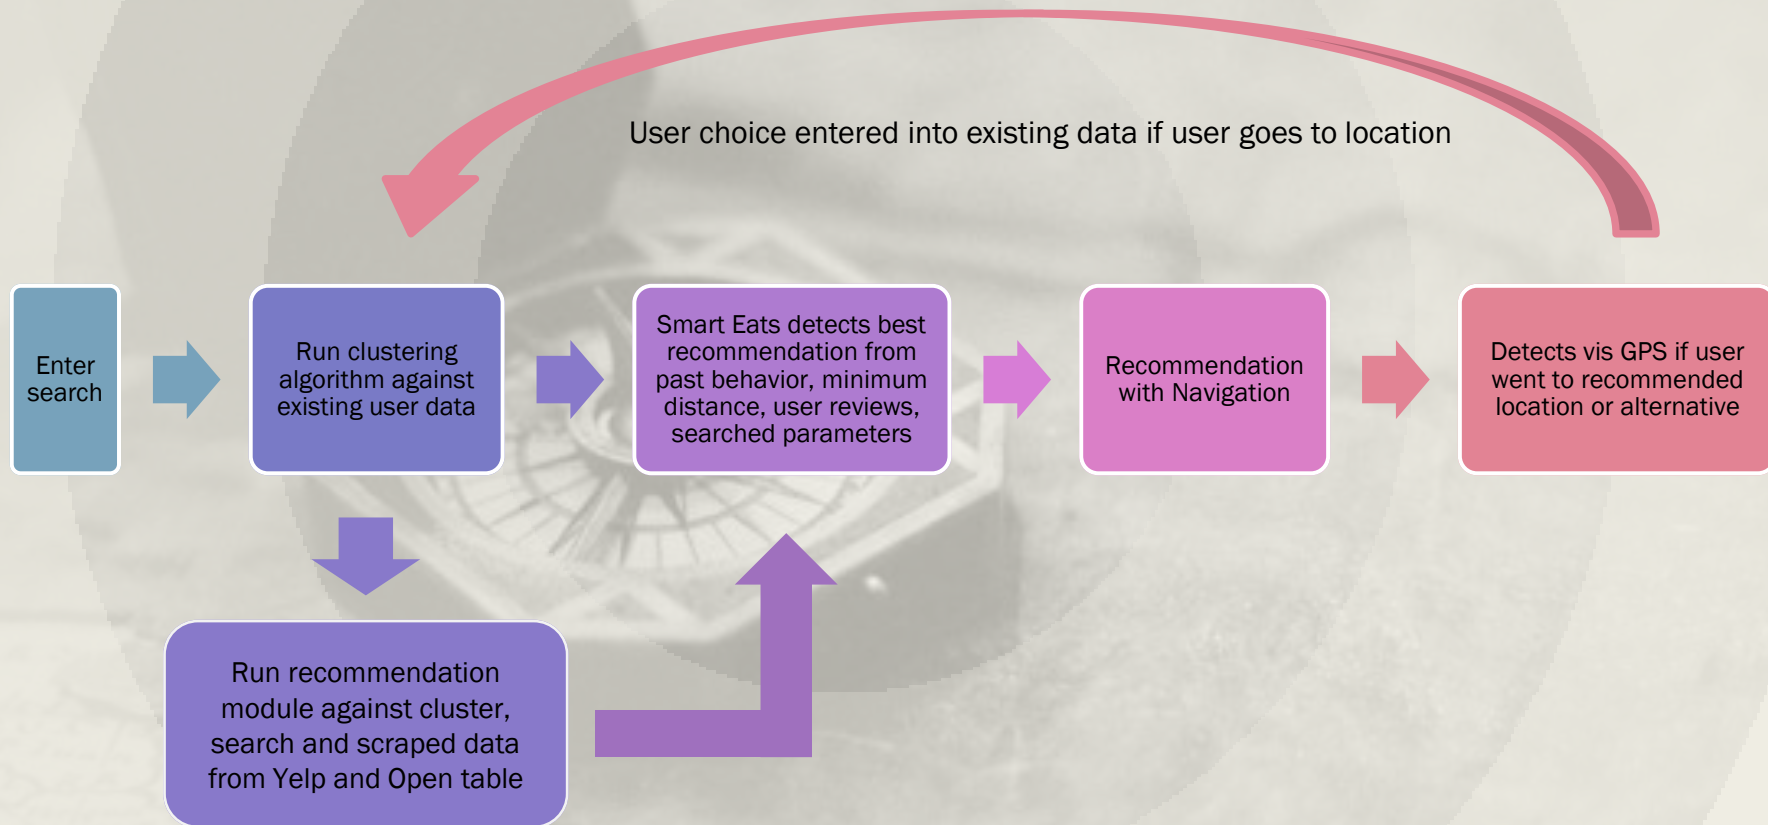 User choice entered into existing data if user goes to location
Enter
search
Run clustering
algorithm against
existing user data
Smart Eats detects best
recommendation from
past behavior, minimum
distance, user reviews,
searched parameters
Recommendation
with Navigation
Detects vis GPS if user
went to recommended
location or alternative
Run recommendation
module against cluster,
search and scraped data
from Yelp and Open table